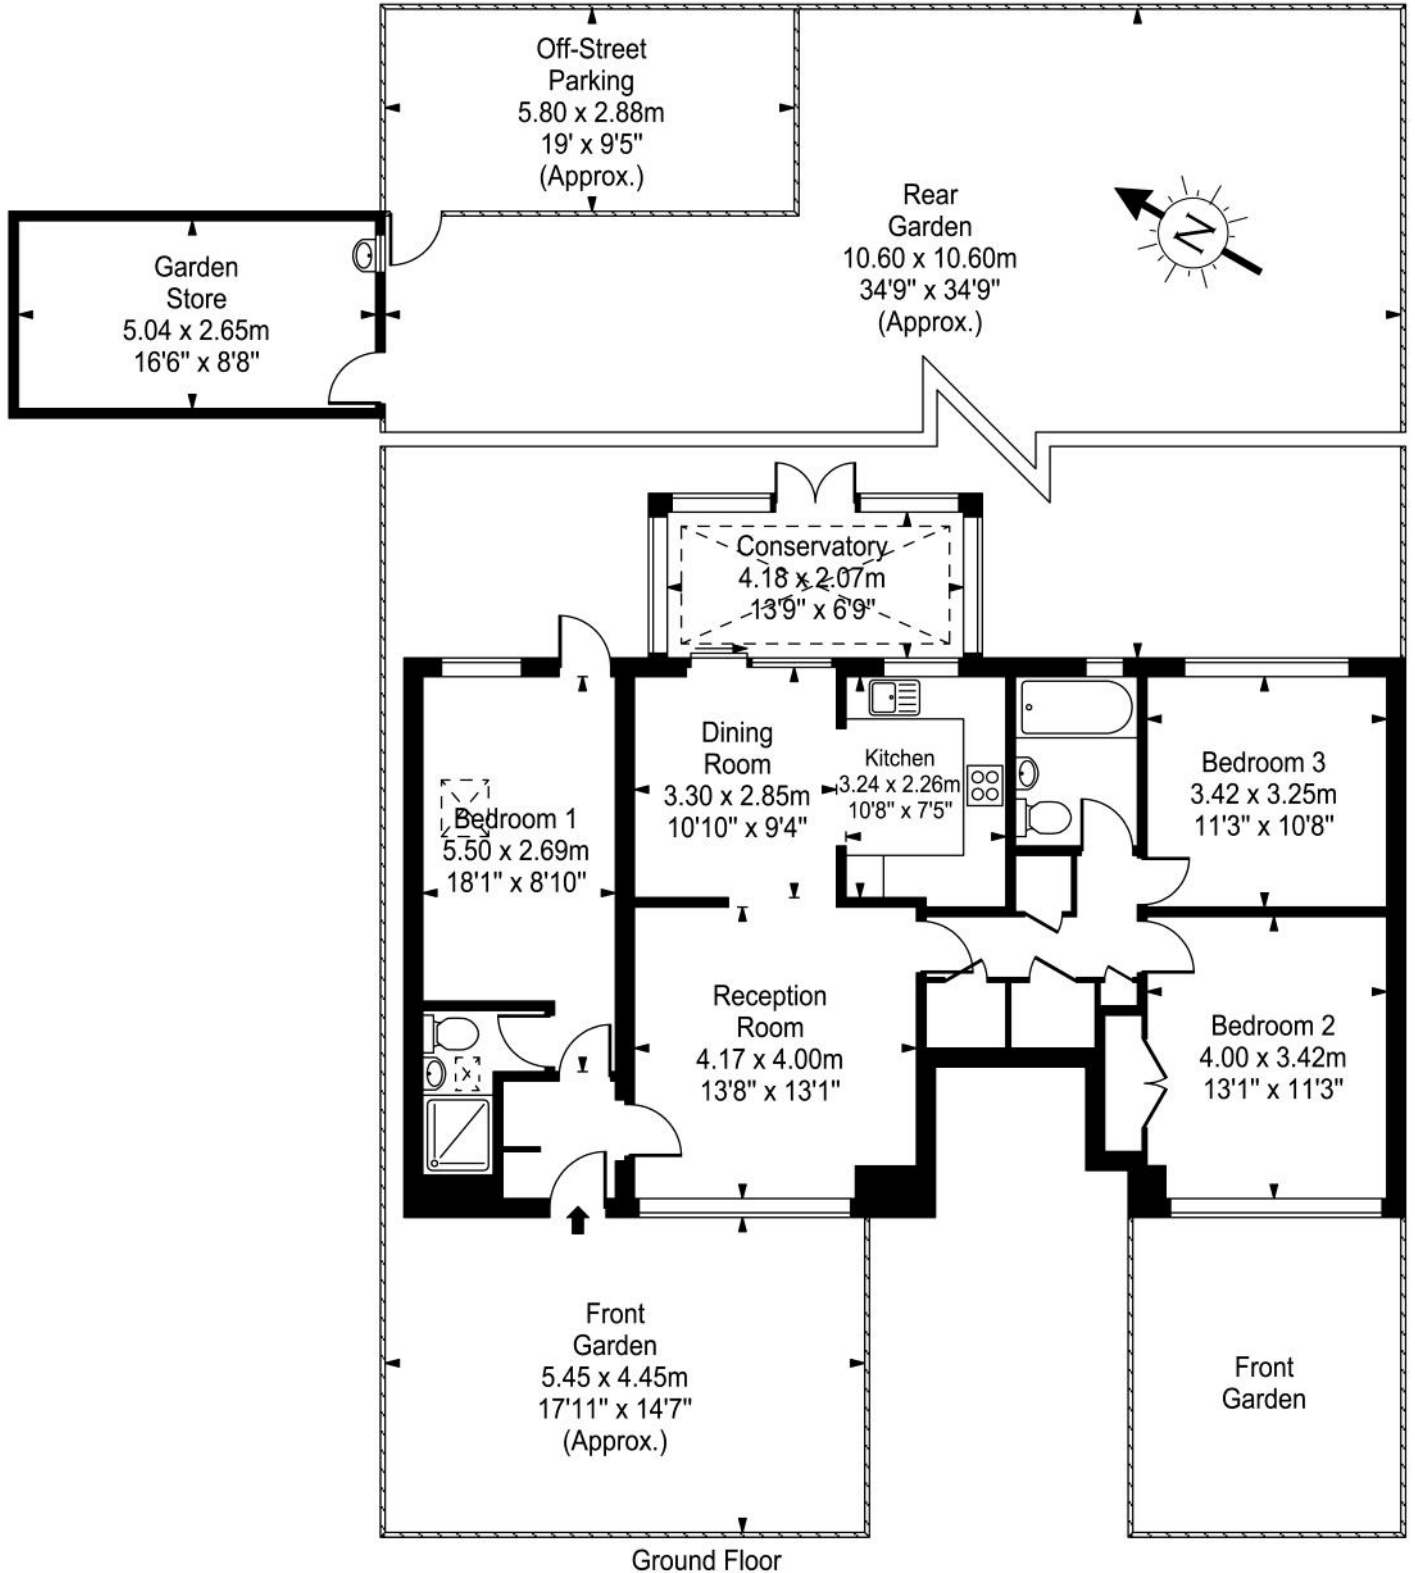 Off-Street
Parking
5.80 x 2.88m
19' x 9'5"
(Approx.)
Rear
Garden
10.60 x 10.60m
34'9" x 34'9"
(Approx.)
N
Garden
Store
5.04 x 2.65m
16'6" x 8'8"
Conservatory
4.18 x 2.07m
13'9" x 6'9"
Dining
Room
3.30 x 2.85m
10'10" x 9'4"
Kitchen
3.24 x 2.26m
10'8" x 7'5"
Bedroom 3
3.42 x 3.25m
11'3" x 10'8"
Bedroom 1
5.50 x 2.69m
18'1" x 8'10"
Reception
Room
4.17 x 4.00m
13'8" x 13'1"
Bedroom 2
4.00 x 3.42m
13'1" x 11'3"
Front
Garden
5.45 x 4.45m
17'11" x 14'7"
(Approx.)
Front
Garden
Ground Floor